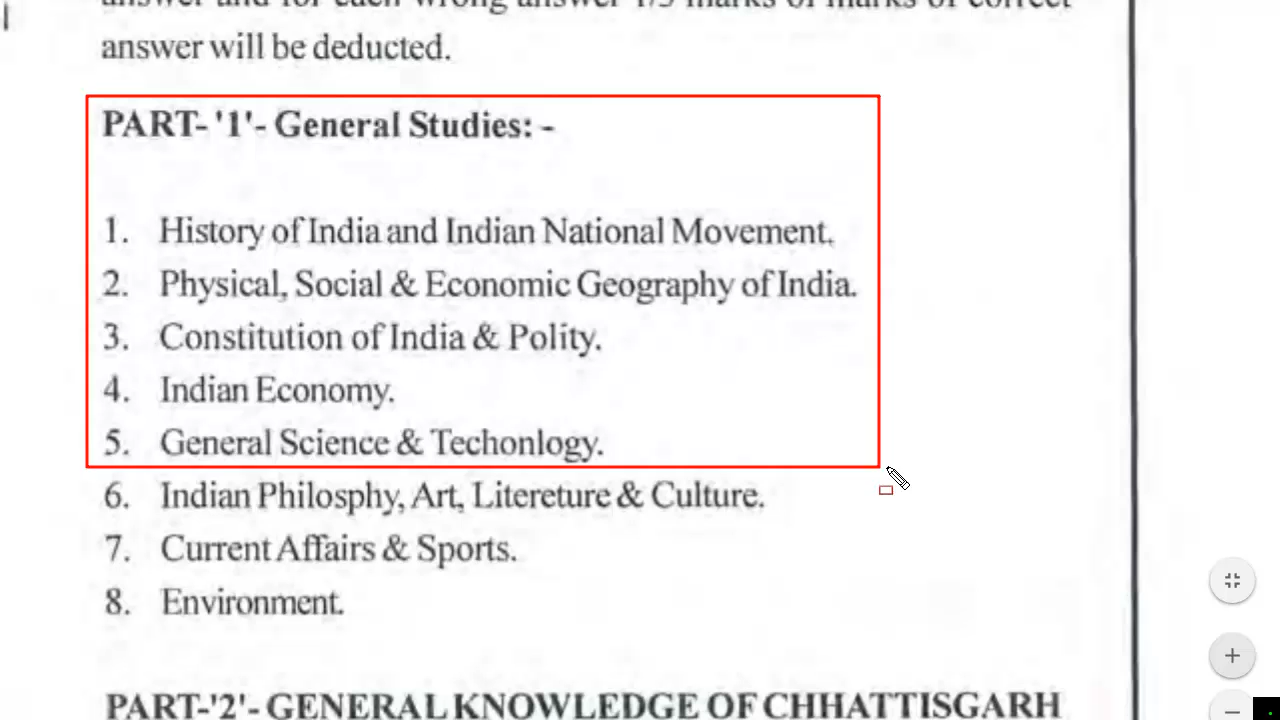 answer will be deducted.
PART- '1'- General Studies: -
1. History of India and Indian National Movement.
2. Physical, Social & Economic Geography of India.
3. Constitution of India & Polity.
4. Indian Economy.
5. General Science & Techonlogy.
6. Indian Philosphy, Art, Litereture & Culture.
7. Current Affairs & Sports.
8. Environment.
PART-'2'- GENERAL KNOWLEDGE OF CHHATTISGARH